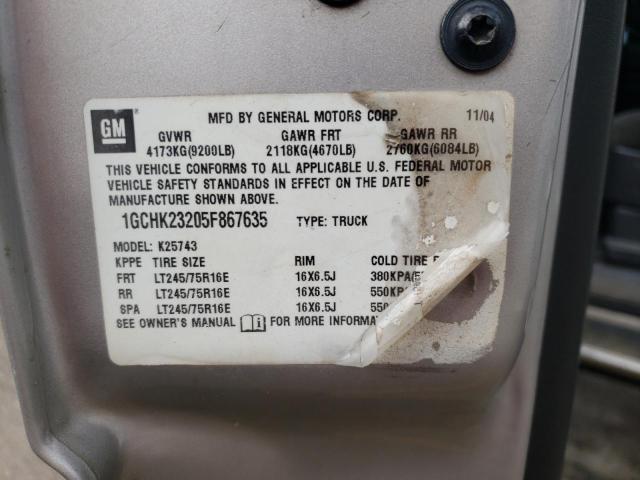 GM
MFD BY GENERAL MOTORS CORP. 11/04
GVWR GAWR FRT GAWR RR
4173KG(9200LB) 2118KG(4670LB) 2760KG(6084LB)
THIS VEHICLE CONFORMS TO ALL APPLICABLE U.S. FEDERAL MOTOR
VEHICLE SAFETY STANDARDS IN EFFECT ON THE DATE OF
MANUFACTURE SHOWN ABOVE.
1GCHK23205F867635 TYPE: TRUCK
MODEL: K25743
KPPE TIRE SIZE RIM COLD TIRE
FRT LT245/75R16E 16X6.5J 380KPA
RR LT245/75R16E 16X6.5J 550KP
SPA LT245/75R16E 16X6.5J 550
SEE OWNER'S MANUAL FOR MORE INFORMA